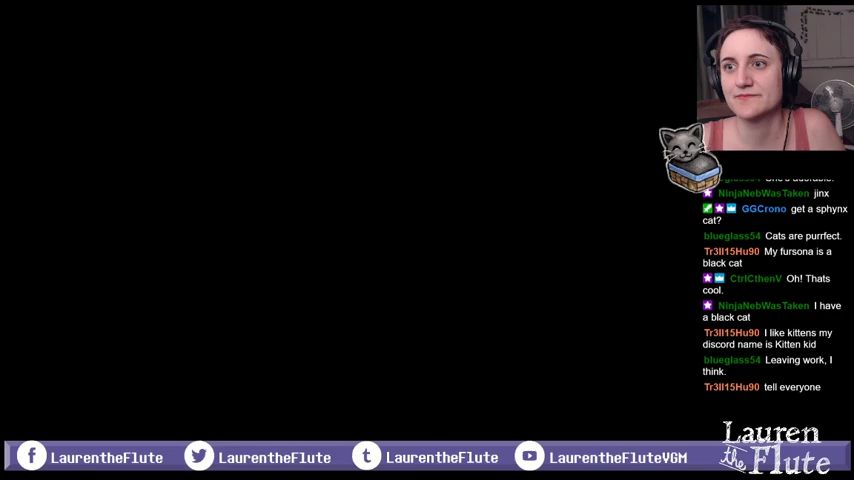 She's adorable.
NinjaNebWasTaken jinx
GGCrono get a sphynx
cat?
blueglass54 Cats are purrfect.
Tr3ll15Hu90 My fursona is a
black cat
CtrlCthenV Oh! Thats
cool.
NinjaNebWasTaken I have
a black cat
Tr3ll15Hu90 I like kittens my
discord name is Kitten kid
blueglass54 Leaving work, I
think.
Tr3ll15Hu90 tell everyone
f LaurentheFlute
LaurentheFlute
t LaurentheFlute
LaurentheFluteVGM
Lauren
the Flute